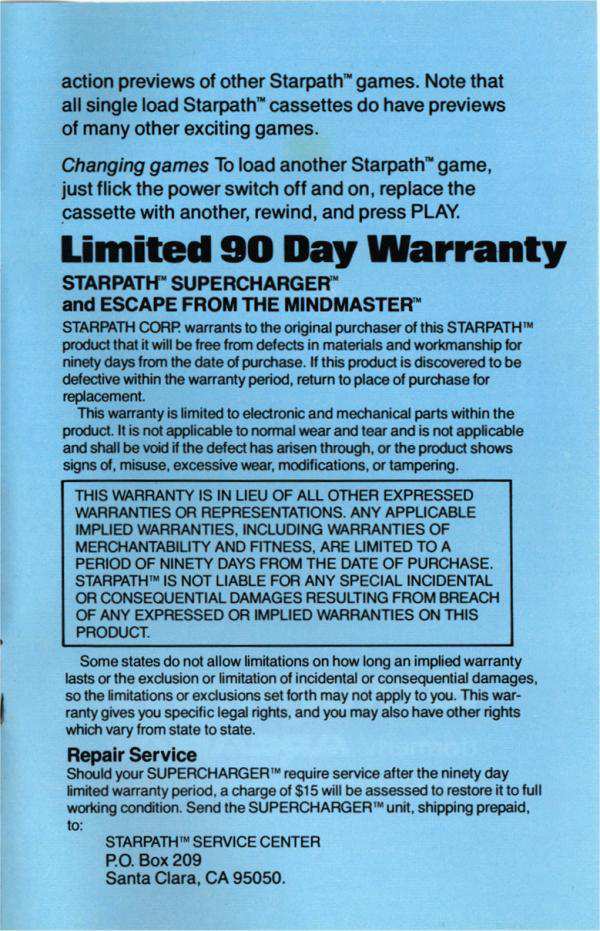 action previews of other Starpath™ games. Note that
all single load Starpath™ cassettes do have previews
of many other exciting games.
Changing games To load another Starpath™ game,
just flick the power switch off and on, replace the
cassette with another, rewind, and press PLAY.
Limited 90 Day Warranty
STARPATH™ SUPERCHARGER™
and ESCAPE FROM THE MINDMASTER™
STARPATH CORP. warrants to the original purchaser of this STARPATH™
product that it will be free from defects in materials and workmanship for
ninety days from the date of purchase. If this product is discovered to be
defective within the warranty period, return to place of purchase for
replacement.
This warranty is limited to electronic and mechanical parts within the
product. It is not applicable to normal wear and tear and is not applicable
and shall be void if the defect has arisen through, or the product shows
signs of, misuse, excessive wear, modifications, or tampering.
THIS WARRANTY IS IN LIEU OF ALL OTHER EXPRESSED
WARRANTIES OR REPRESENTATIONS. ANY APPLICABLE
IMPLIED WARRANTIES, INCLUDING WARRANTIES OF
MERCHANTABILITY AND FITNESS, ARE LIMITED TO A
PERIOD OF NINETY DAYS FROM THE DATE OF PURCHASE.
STARPATH™ IS NOT LIABLE FOR ANY SPECIAL INCIDENTAL
OR CONSEQUENTIAL DAMAGES RESULTING FROM BREACH
OF ANY EXPRESSED OR IMPLIED WARRANTIES ON THIS
PRODUCT.
Some states do not allow limitations on how long an implied warranty
lasts or the exclusion or limitation of incidental or consequential damages,
so the limitations or exclusions set forth may not apply to you. This war-
ranty gives you specific legal rights, and you may also have other rights
which vary from state to state.
Repair Service
Should your SUPERCHARGER™ require service after the ninety day
limited warranty period, a charge of $15 will be assessed to restore it to full
working condition. Send the SUPERCHARGER™ unit, shipping prepaid,
to:
STARPATH™ SERVICE CENTER
P.O. Box 209
Santa Clara, CA 95050.